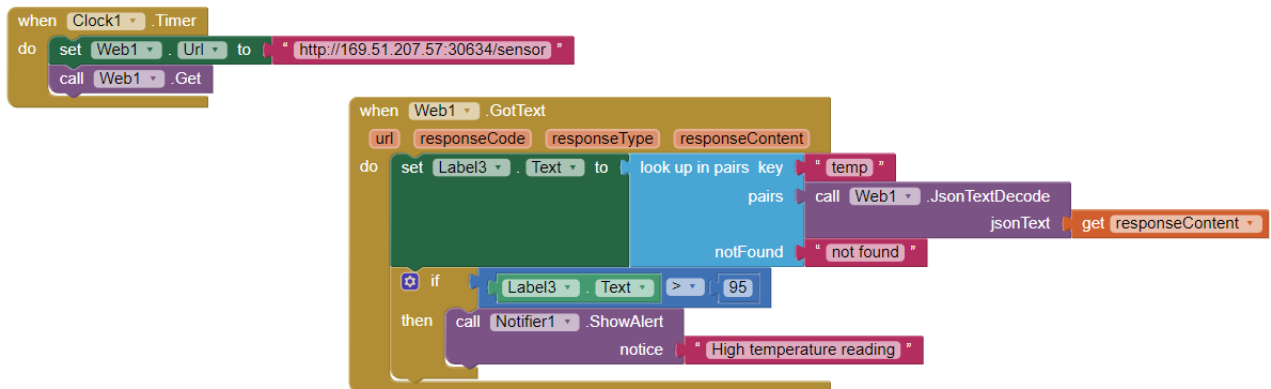 when Clock1 .Timer
do set Web1 . Url to " http://169.51.207.57:30634/sensor "
call Web1 .Get
when Web1 .GotText
url responseCode responseType responseContent
do set Label3 . Text to look up in pairs key " temp "
pairs call Web1 .JsonTextDecode
jsonText get responseContent
notFound " not found "
if Label3 . Text > 95
then call Notifier1 .ShowAlert
notice " High temperature reading "